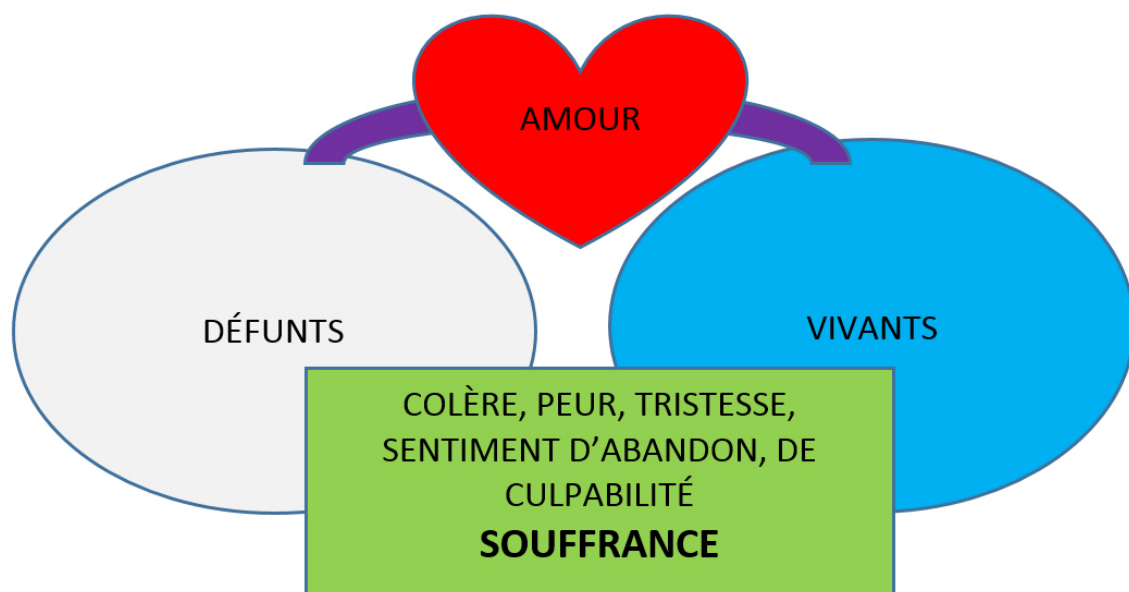 AMOUR
DÉFUNTS
VIVANTS
COLÈRE, PEUR, TRISTESSE,
SENTIMENT D’ABANDON, DE
CULPABILITÉ
SOUFFRANCE